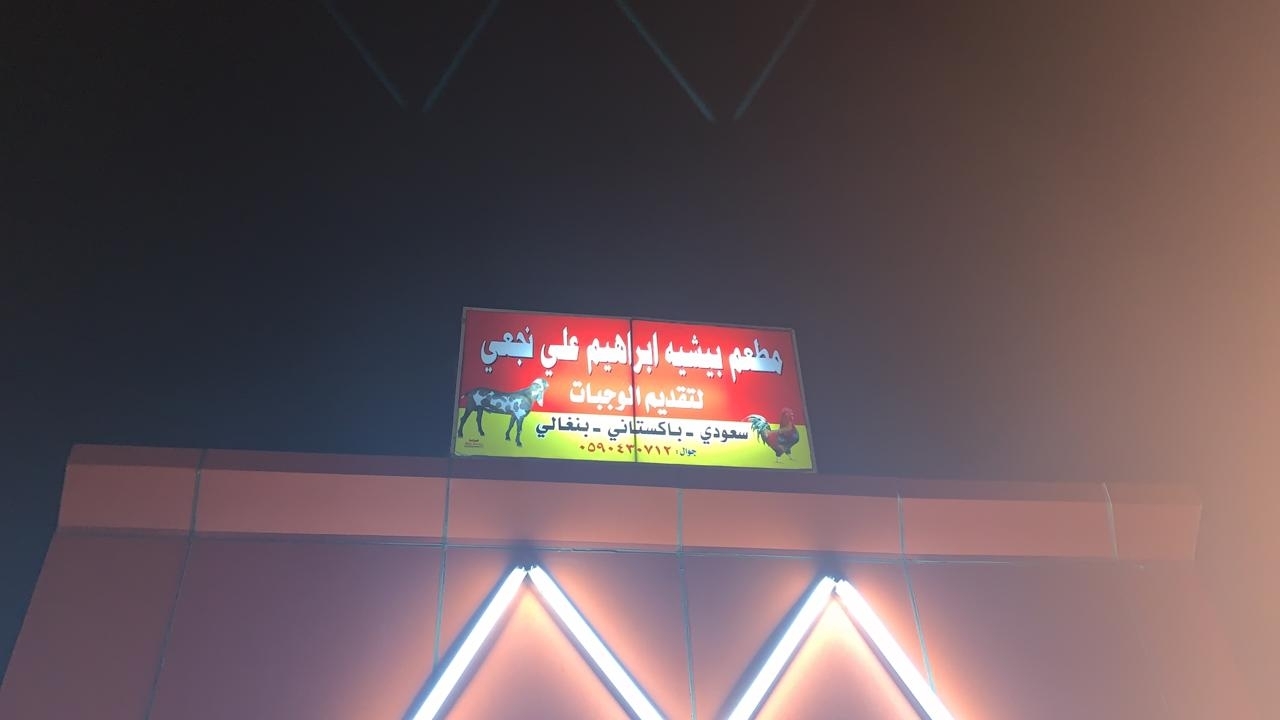 مطعم بيشيه ابراهيم علي نجعي
لتقديم الوجبات
سعودي - باكستاني - بنغالي
جوال : ٠٥٩٠٤٣٠٧١٢